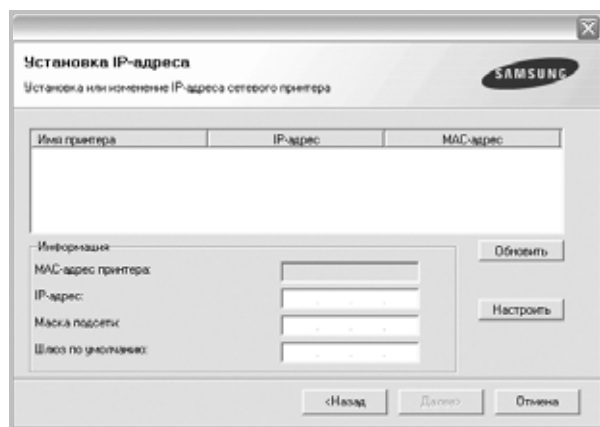 Установка IP-адреса
Установка или изменение IP-адреса сетевого принтера
SAMSUNG
Имя принтера IP-адрес MAC-адрес
Информация
MAC-адрес принтера:
IP-адрес:
Маска подсети:
Шлюз по умолчанию:
Обновить
Настроить
<Назад Далее> Отмена